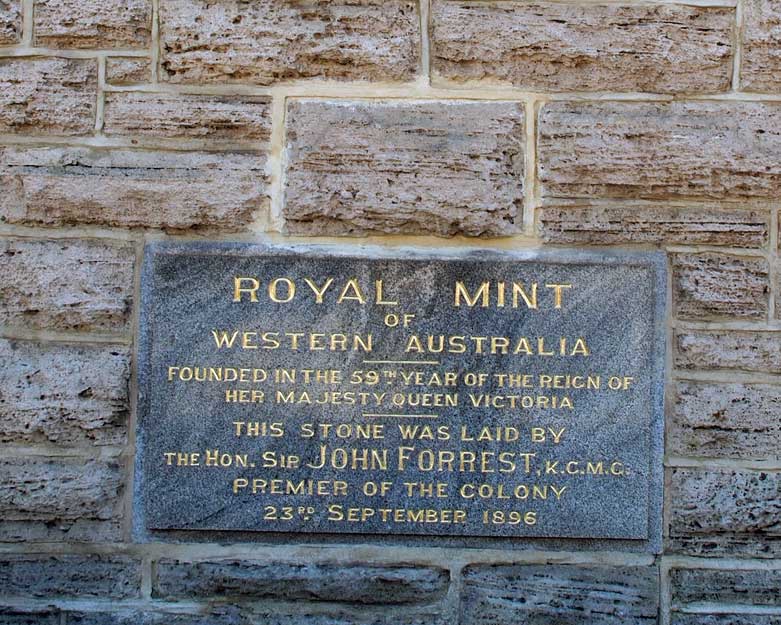 ROYAL MINT
OF
WESTERN AUSTRALIA
FOUNDED IN THE 59TH YEAR OF THE REIGN OF
HER MAJESTY QUEEN VICTORIA
THIS STONE WAS LAID BY
THE HON. SIR JOHN FORREST, K.C.M.G.
PREMIER OF THE COLONY
23RD SEPTEMBER 1896